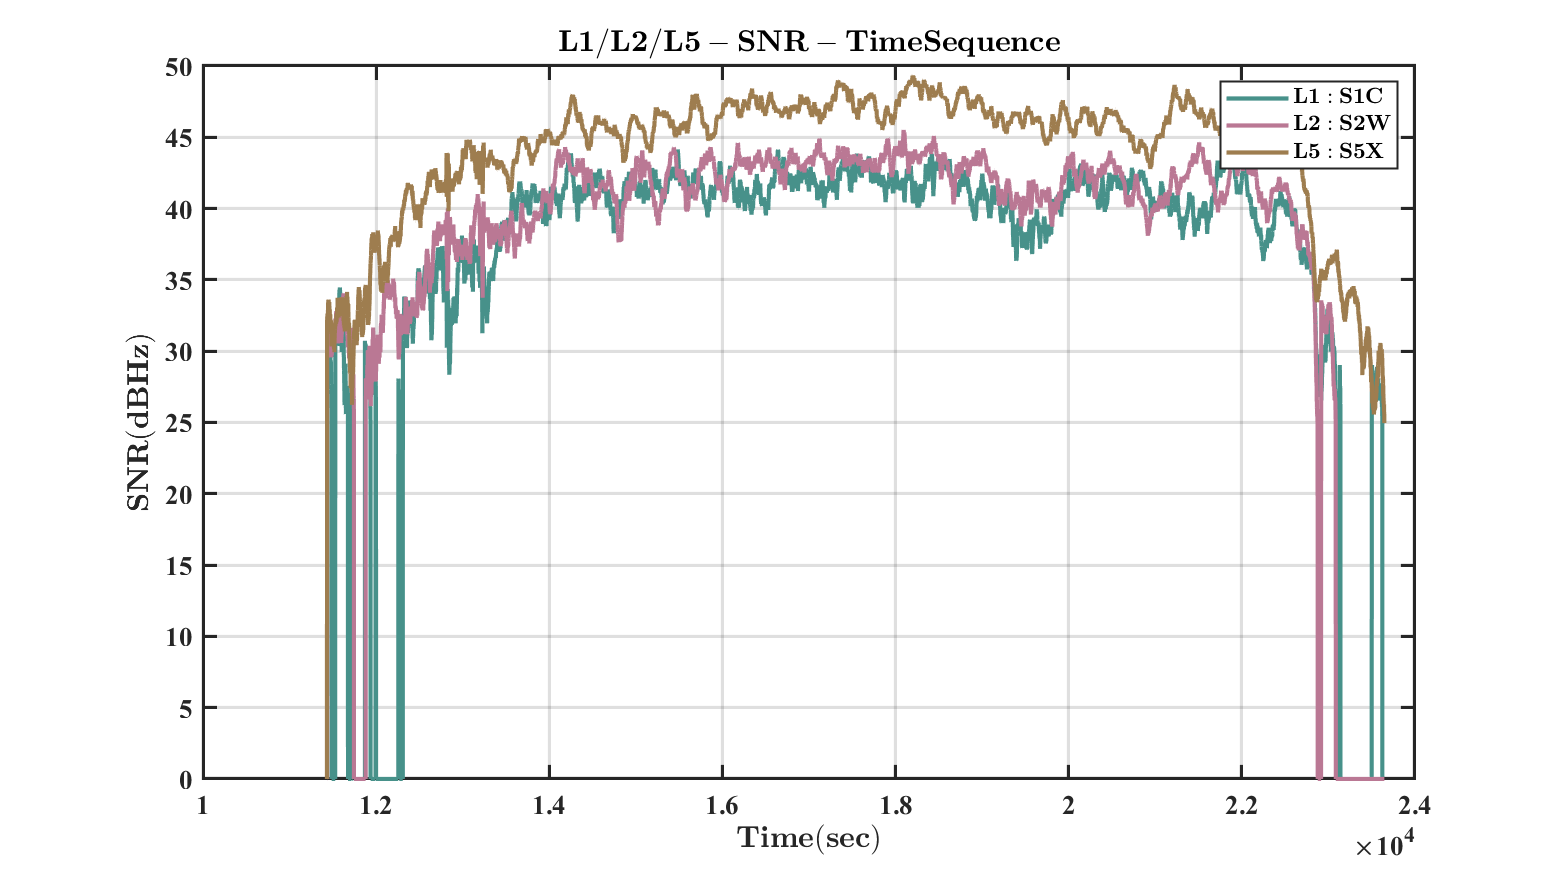 L1/L2/L5 – SNR – TimeSequence
50
45
40
35
30
25
20
15
10
5
0
SNR(dBHz)
L1 : S1C
L2 : S2W
L5 : S5X
1 1.2 1.4 1.6 1.8 2 2.2 2.4
Time(sec)
×10⁴